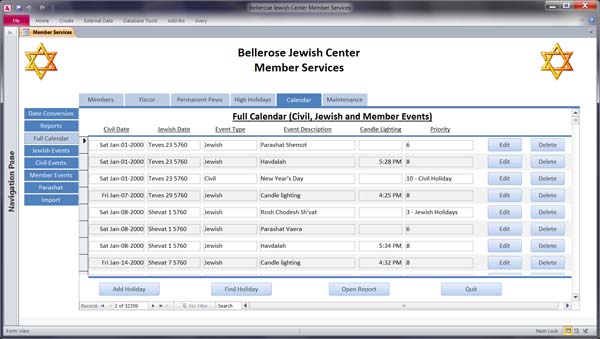 Bellerose Jewish Center Member Services
File Home Create External Data Database Tools Add-Ins Avery
Member Services
Bellerose Jewish Center
Member Services
Members Yizcor Permanent Pews High Holidays Calendar Maintenance
Date Conversion
Reports
Full Calendar
Jewish Events
Civil Events
Member Events
Parashat
Import
Navigation Pane
Full Calendar (Civil, Jewish and Member Events)
Civil Date Jewish Date Event Type Event Description Candle Lighting Priority
Sat Jan-01-2000 Teves 23 5760 Jewish Parashat Shemot 6 Edit Delete
Sat Jan-01-2000 Teves 23 5760 Jewish Havdalah 5:28 PM 8 Edit Delete
Sat Jan-01-2000 Teves 23 5760 Civil New Year's Day 10 - Civil Holiday Edit Delete
Fri Jan-07-2000 Teves 29 5760 Jewish Candle lighting 4:25 PM 8 Edit Delete
Sat Jan-08-2000 Shevat 1 5760 Jewish Rosh Chodesh Sh'vat 3 - Jewish Holidays Edit Delete
Sat Jan-08-2000 Shevat 1 5760 Jewish Parashat Vaera 6 Edit Delete
Sat Jan-08-2000 Shevat 1 5760 Jewish Havdalah 5:34 PM 8 Edit Delete
Fri Jan-14-2000 Shevat 7 5760 Jewish Candle lighting 4:32 PM 8 Edit Delete
Add Holiday Find Holiday Open Report Quit
Record: 1 of 32359 No Filter Search
Form View Num Lock